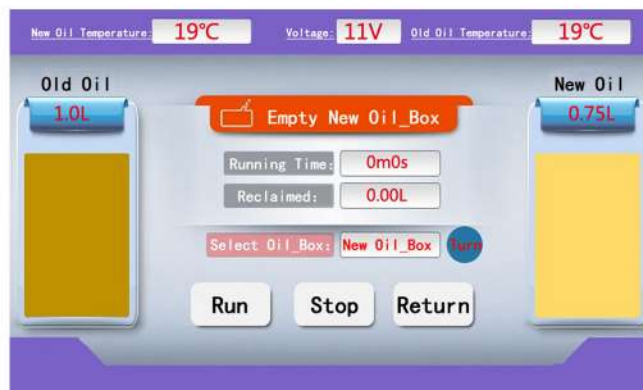 New Oil Temperature: 19℃ Voltage: 11V Old Oil Temperature: 19℃
Old Oil
New Oil
1.0L
0.75L
Empty New Oil_Box
Running Time: 0m0s
Reclaimed: 0.00L
Select Oil_Box: New Oil_Box Turn
Run Stop Return